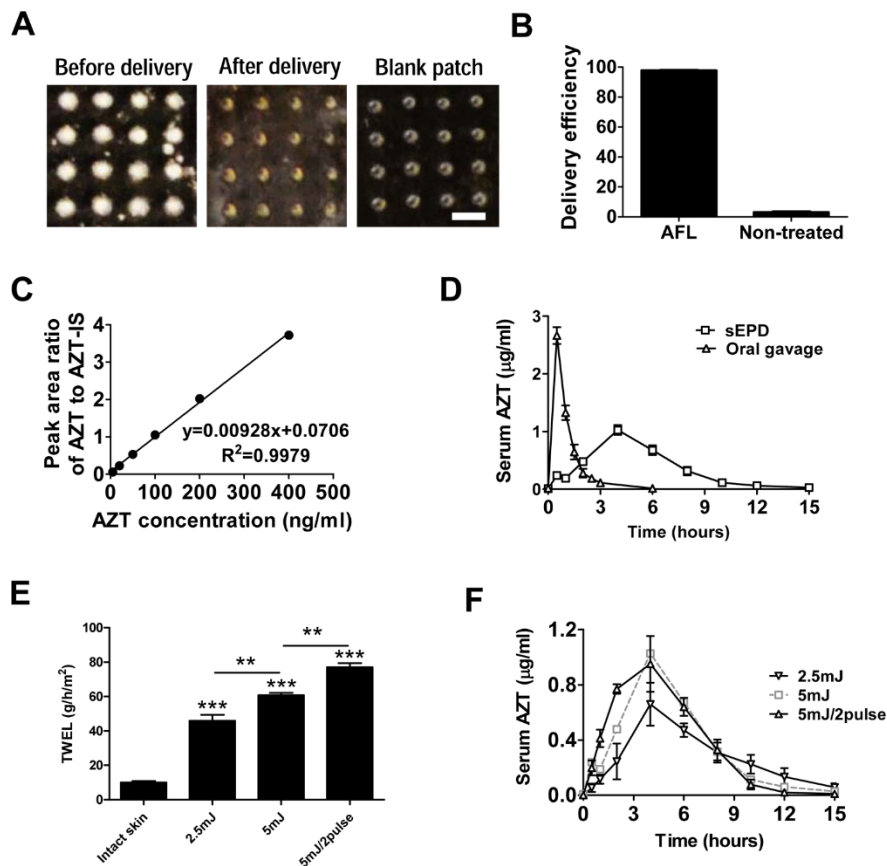 A
Before delivery
After delivery
Blank patch
B
Delivery efficiency
100
80
60
40
20
0
AFL
Non-treated
C
Peak area ratio
of AZT to AZT-IS
4
3
2
1
0
y=0.00928x+0.0706
R²=0.9979
0 100 200 300 400 500
AZT concentration (ng/ml)
D
Serum AZT (µg/ml)
3
2
1
0
sEPD
Oral gavage
0 3 6 9 12 15
Time (hours)
E
TWEL (g/h/m²)
100
80
60
40
20
0
**
**
***
***
***
Intact skin
2.5mJ
5mJ
5mJ/2pulse
F
Serum AZT (µg/ml)
1.2
0.8
0.4
0.0
2.5mJ
5mJ
5mJ/2pulse
0 3 6 9 12 15
Time (hours)